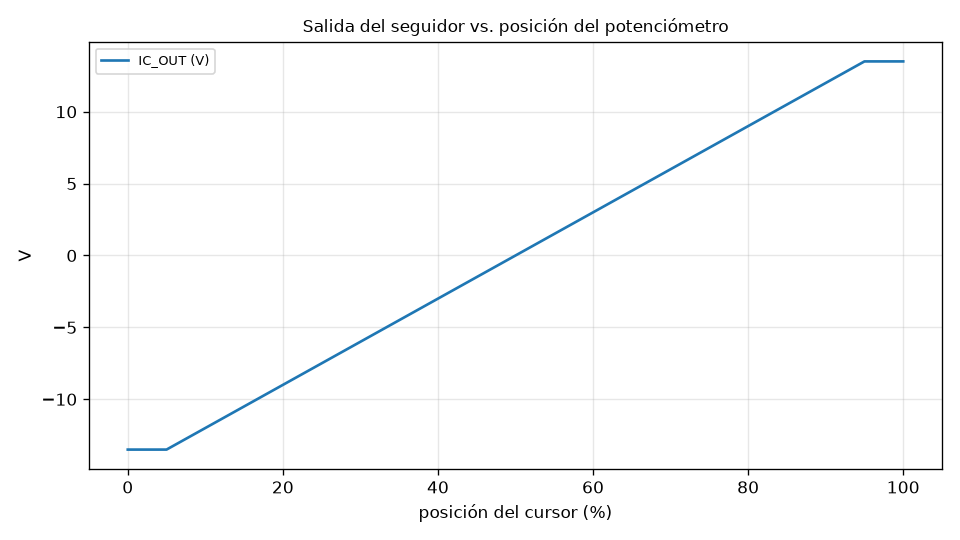 Salida del seguidor vs. posición del potenciómetro
IC_OUT (V)
10
5
0
−5
−10
V
0 20 40 60 80 100
posición del cursor (%)